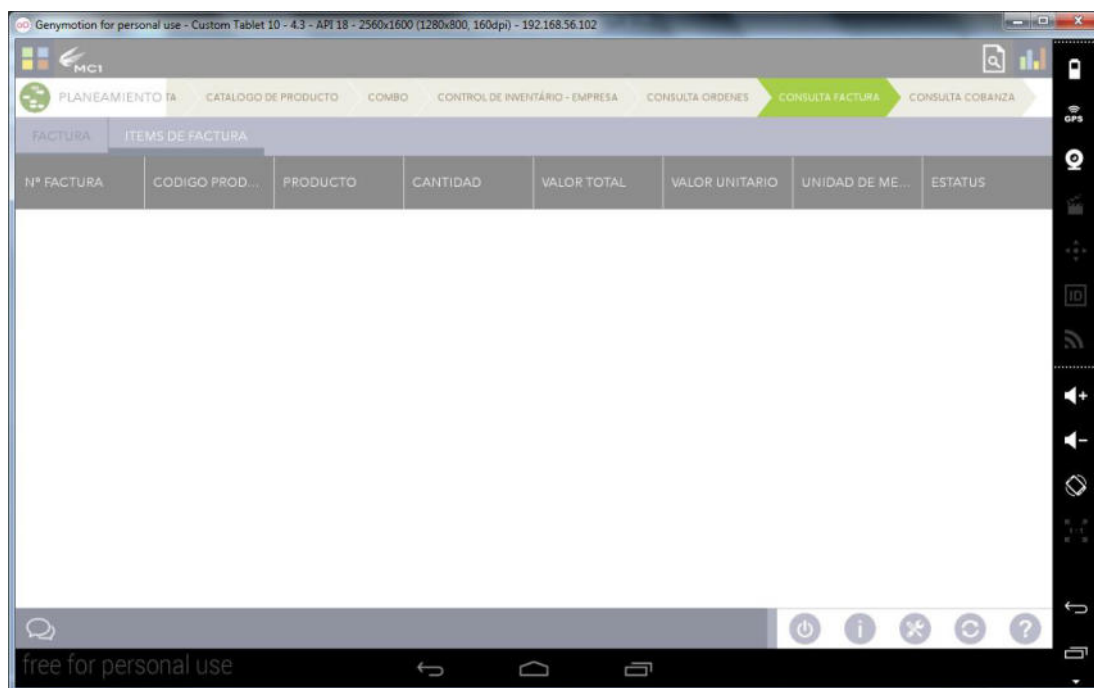 Genymotion for personal use - Custom Tablet 10 - 4.3 - API 18 - 2560x1600 (1280x800, 160dpi) - 192.168.56.102
MC1
PLANEAMIENTO TA CATALOGO DE PRODUCTO COMBO CONTROL DE INVENTÁRIO - EMPRESA CONSULTA ORDENES CONSULTA FACTURA CONSULTA COBANZA
GPS
FACTURA ITEMS DE FACTURA
Nº FACTURA CODIGO PROD... PRODUCTO CANTIDAD VALOR TOTAL VALOR UNITARIO UNIDAD DE ME... ESTATUS
ID
1:1
free for personal use